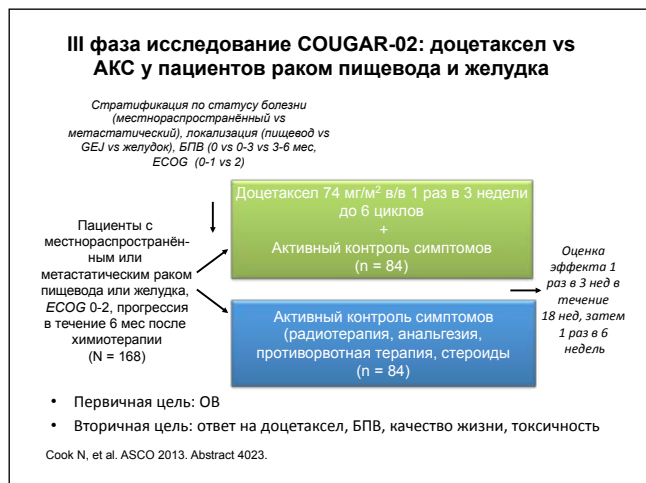 III фаза исследование COUGAR-02: доцетаксел vs
АКС у пациентов раком пищевода и желудка
Стратификация по статусу болезни
(местнораспространённый vs
метастатический), локализация (пищевод vs
GEJ vs желудок), БПВ (0 vs 0-3 vs 3-6 мес,
ECOG (0-1 vs 2)
Доцетаксел 74 мг/м² в/в 1 раз в 3 недели
до 6 циклов
+
Активный контроль симптомов
(n = 84)
Пациенты с
местнораспространён-
ным или
метастатическим раком
пищевода или желудка,
ECOG 0-2, прогрессия
в течение 6 мес после
химиотерапии
(N = 168)
Активный контроль симптомов
(радиотерапия, анальгезия,
противорвотная терапия, стероиды
(n = 84)
Оценка
эффекта 1
раз в 3 нед в
течение
18 нед, затем
1 раз в 6
недель
• Первичная цель: ОВ
• Вторичная цель: ответ на доцетаксел, БПВ, качество жизни, токсичность
Cook N, et al. ASCO 2013. Abstract 4023.